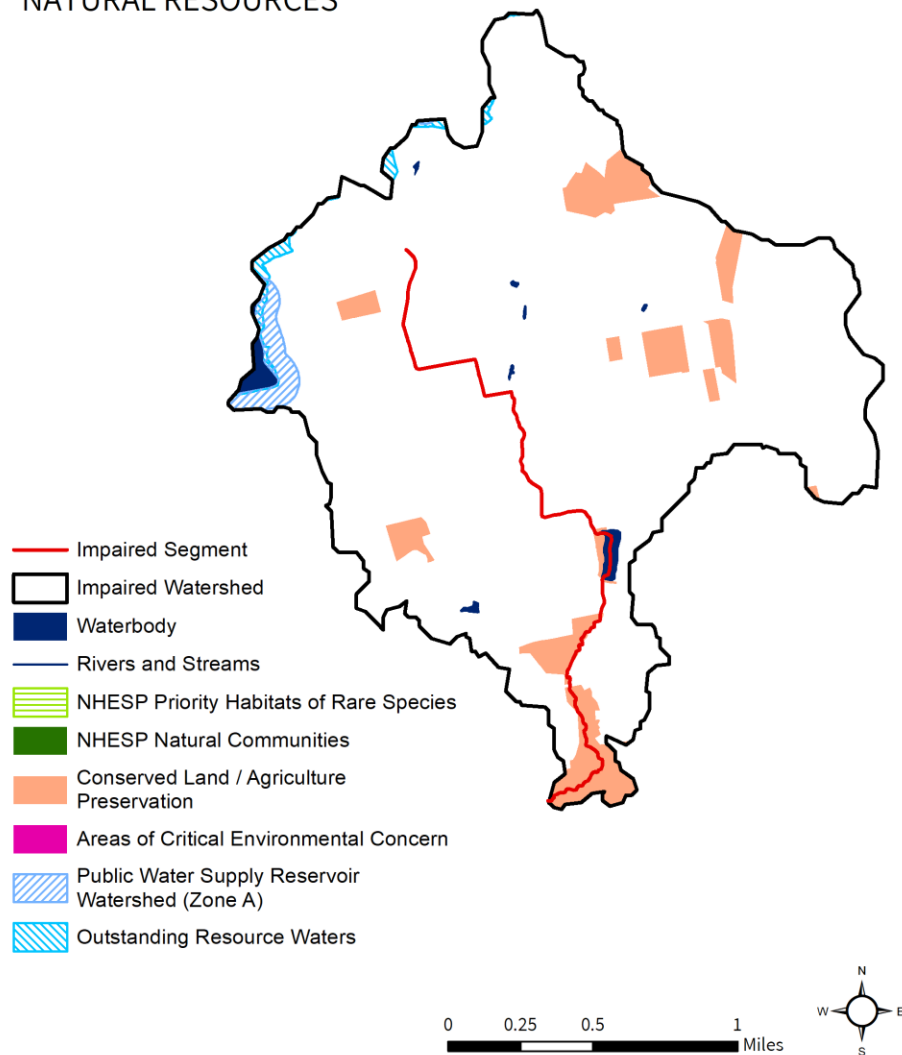 NATURAL RESOURCES
Impaired Segment
Impaired Watershed
Waterbody
Rivers and Streams
NHESP Priority Habitats of Rare Species
NHESP Natural Communities
Conserved Land / Agriculture
Preservation
Areas of Critical Environmental Concern
Public Water Supply Reservoir
Watershed (Zone A)
Outstanding Resource Waters
N
W E
S
0 0.25 0.5 1
Miles